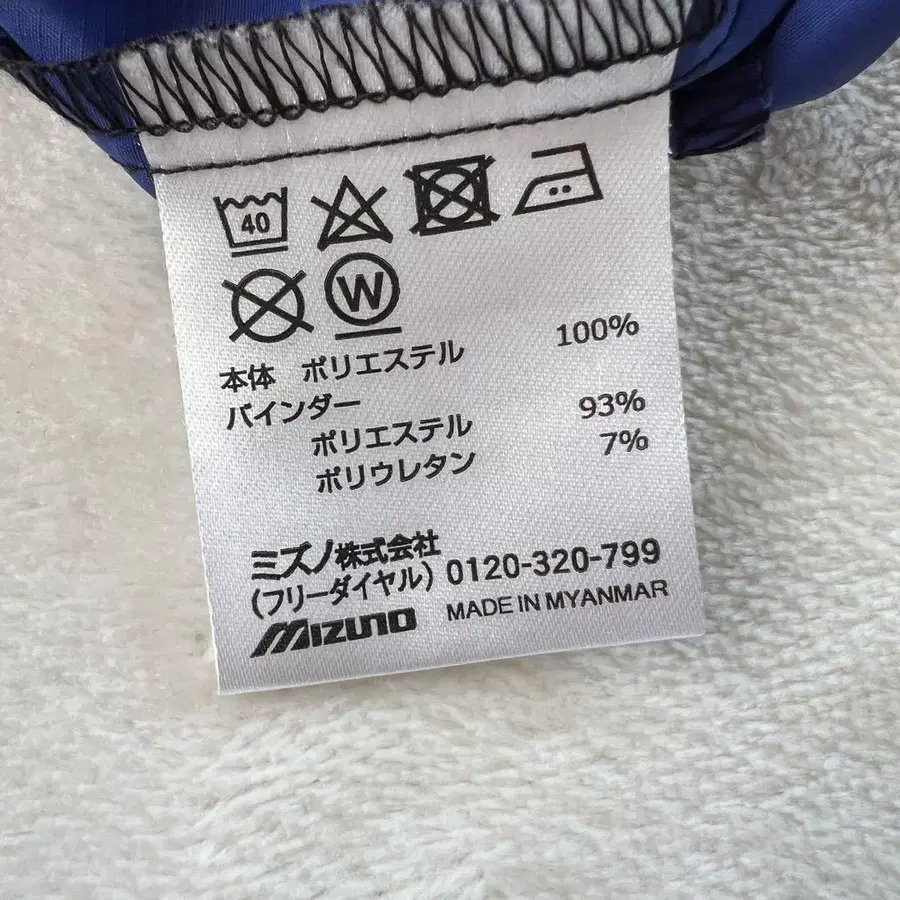 40
W
本体 ポリエステル 100%
バインダー
ポリエステル 93%
ポリウレタン 7%
ミズノ株式会社
(フリーダイヤル) 0120-320-799
MIZUNO MADE IN MYANMAR